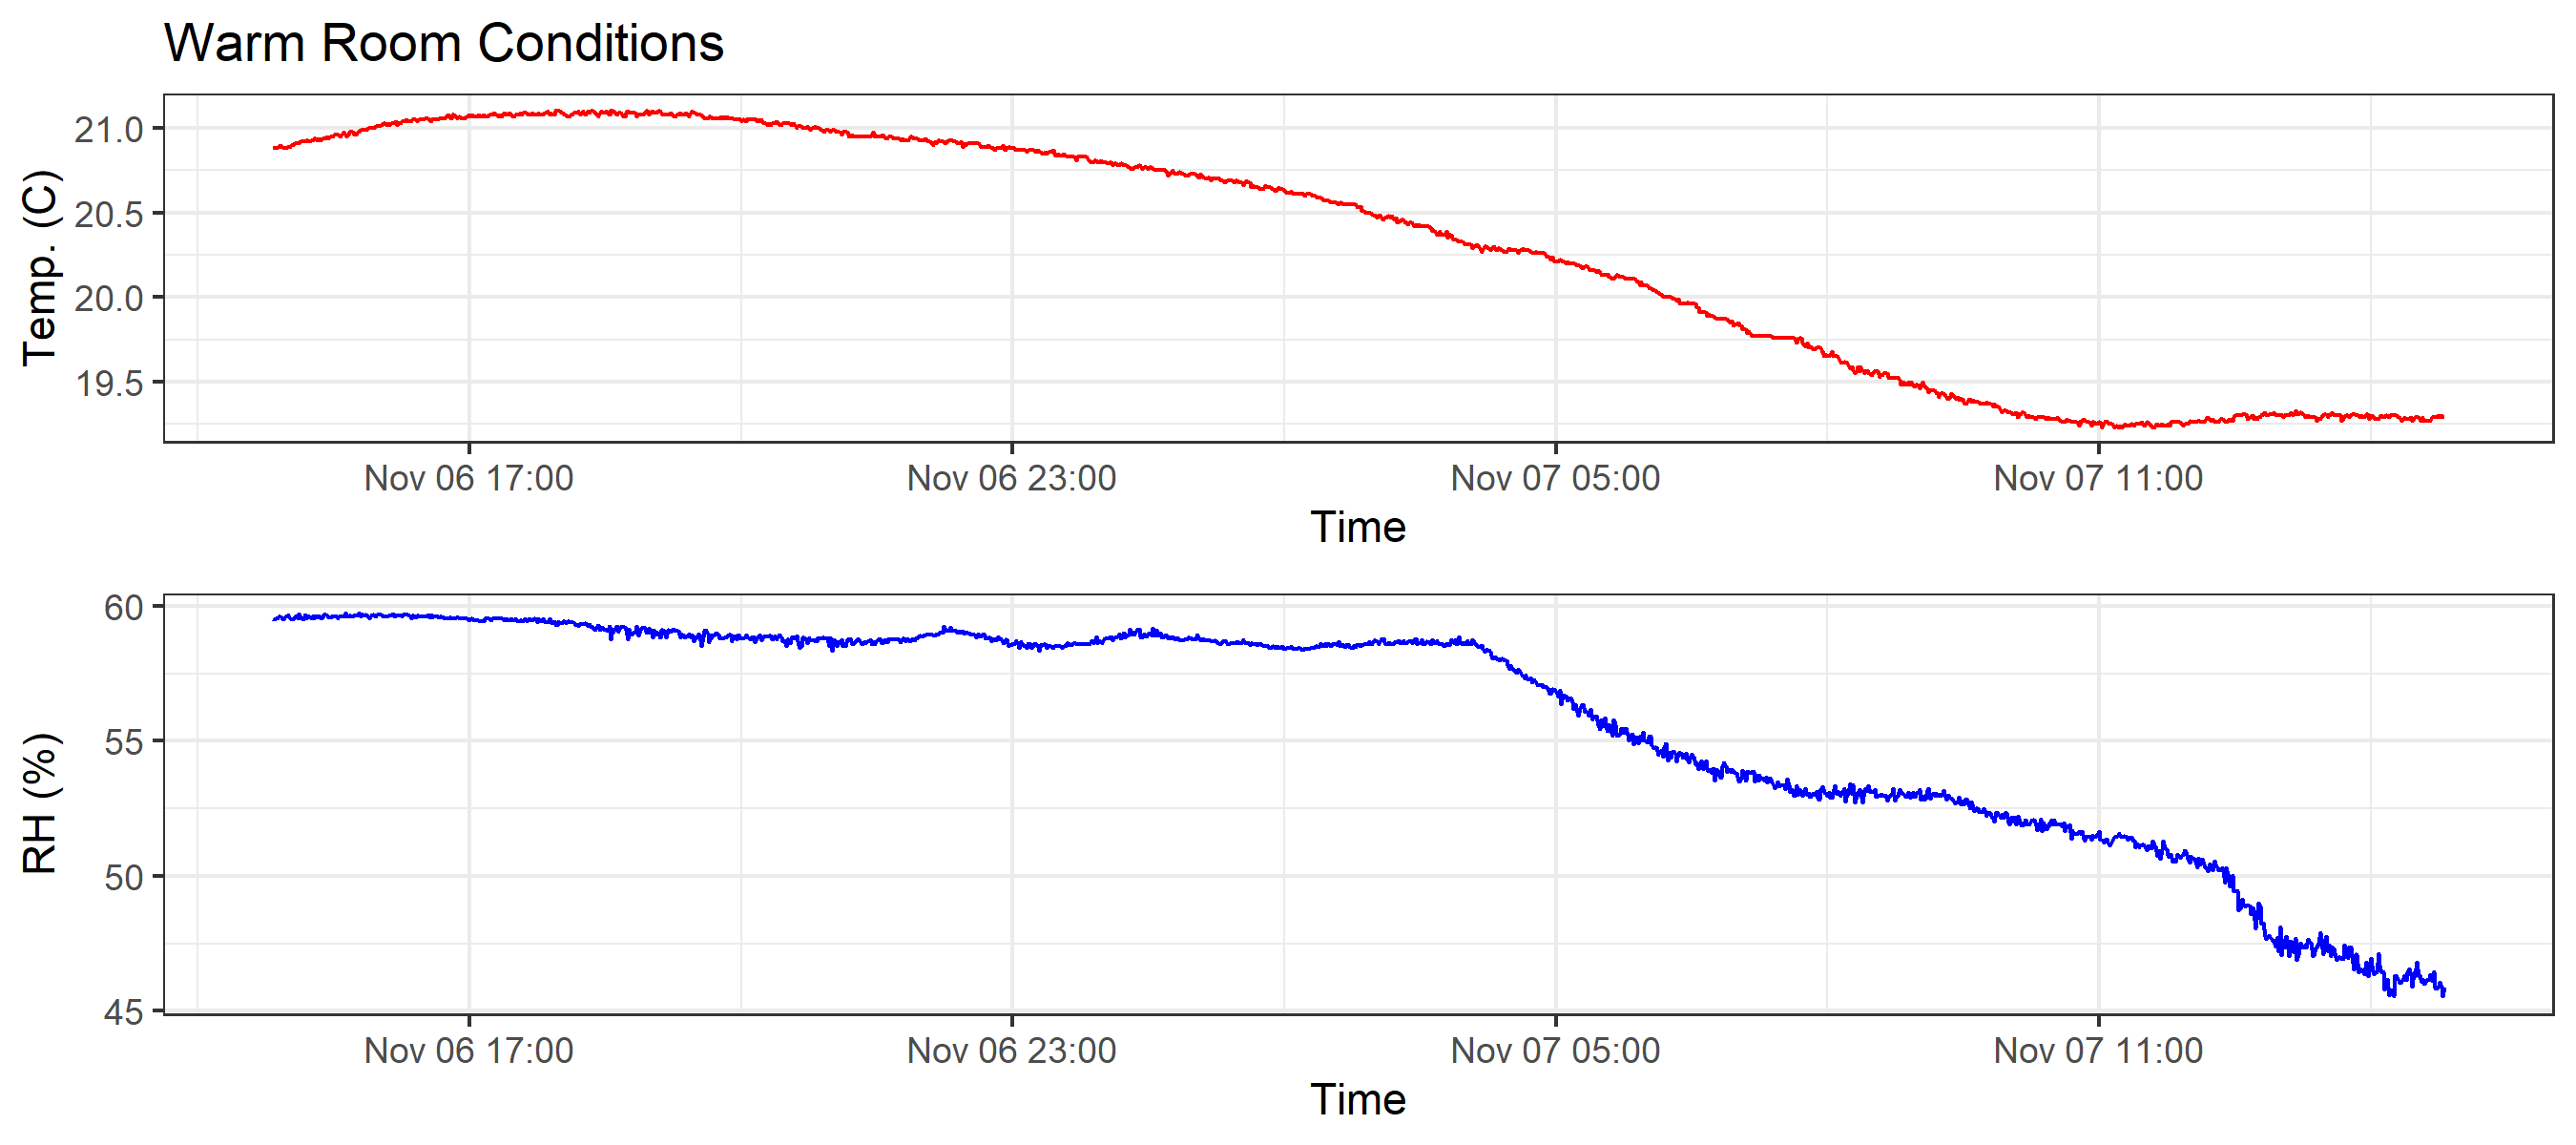 Warm Room Conditions
Temp. (C)
21.0
20.5
20.0
19.5
Nov 06 17:00 Nov 06 23:00 Nov 07 05:00 Nov 07 11:00
Time
RH (%)
60
55
50
45
Nov 06 17:00 Nov 06 23:00 Nov 07 05:00 Nov 07 11:00
Time